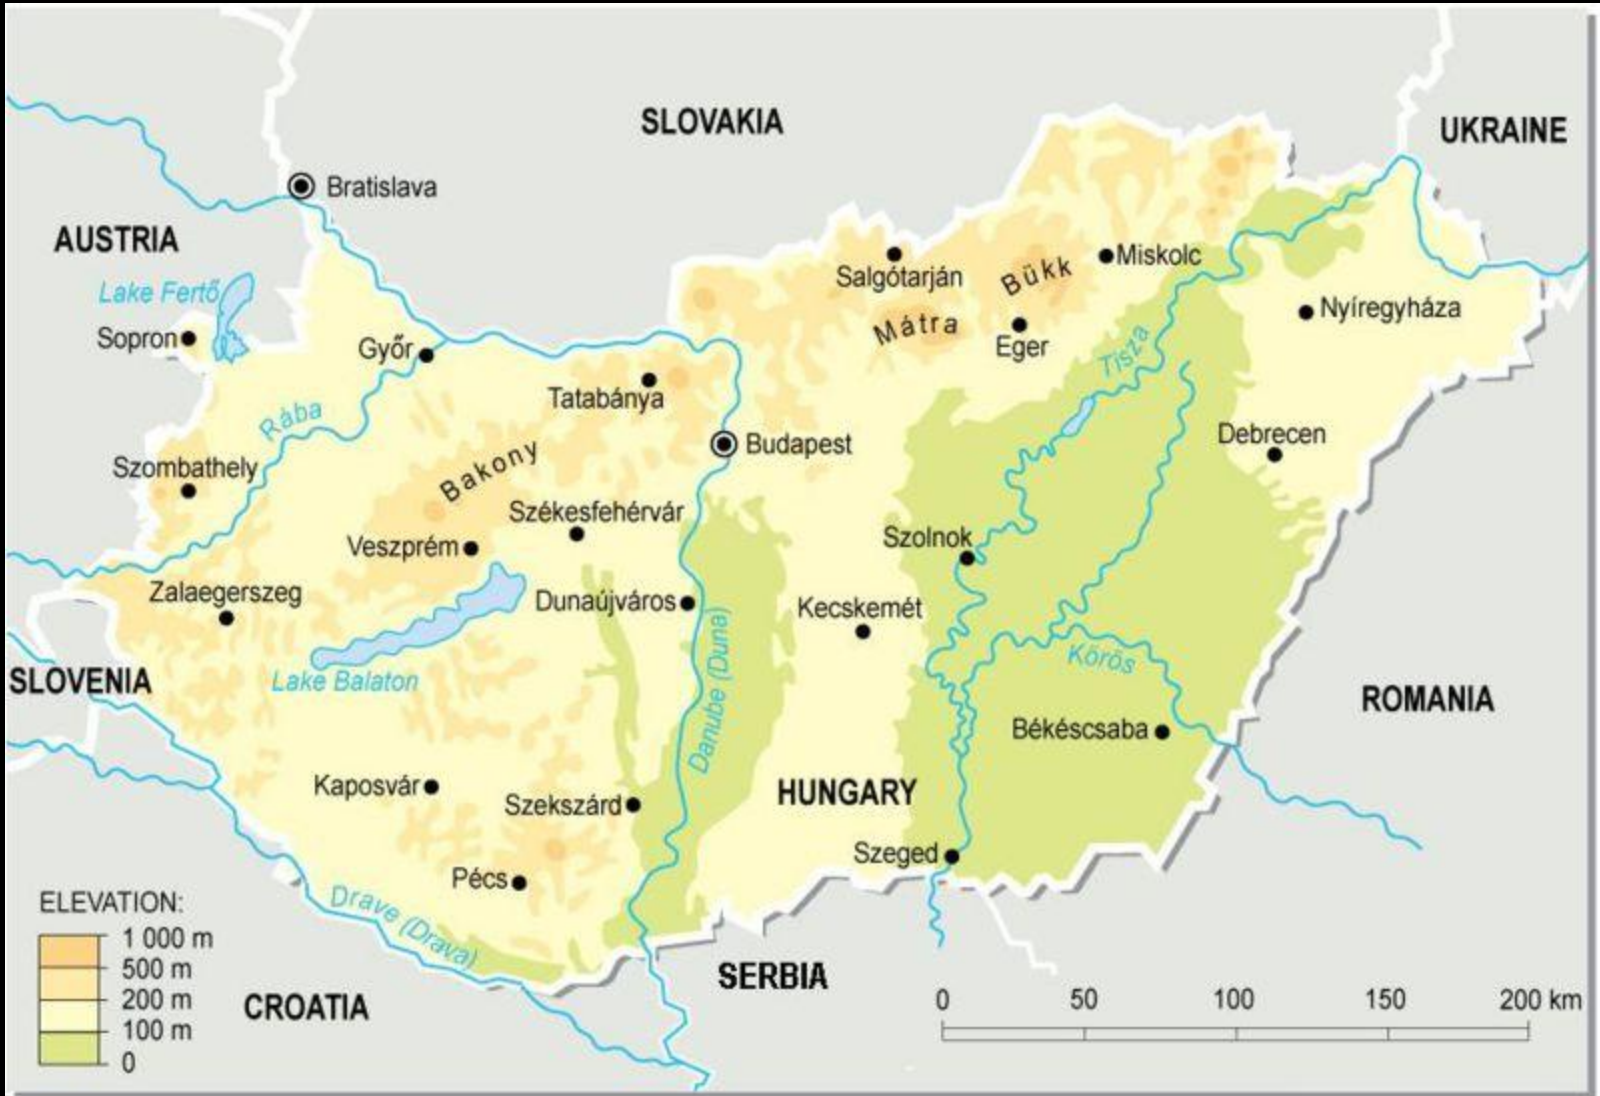 SLOVAKIA
UKRAINE
Bratislava
AUSTRIA
Lake Fertő
Sopron
Győr
Salgótarján
Bükk
Miskolc
Mátra
Eger
Nyíregyháza
Tisza
Tatabánya
Rába
Budapest
Debrecen
Szombathely
Bakony
Székesfehérvár
Veszprém
Szolnok
Zalaegerszeg
Dunaújváros
Kecskemét
Danube (Duna)
Körös
SLOVENIA
Lake Balaton
ROMANIA
Békéscsaba
Kaposvár
Szekszárd
HUNGARY
Szeged
Pécs
Drave (Drava)
ELEVATION:
1 000 m
500 m
200 m
100 m
0
CROATIA
SERBIA
0 50 100 150 200 km